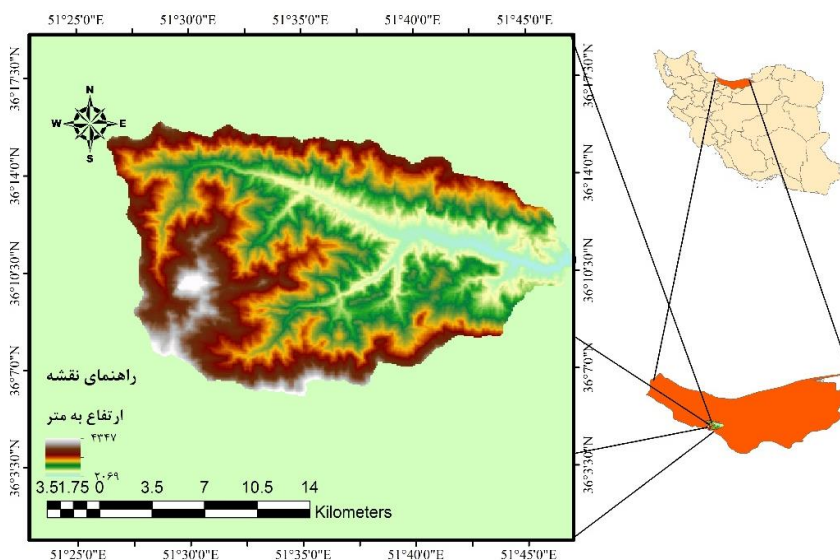 51°25'0"E 51°30'0"E 51°35'0"E 51°40'0"E 51°45'0"E
36°17'30"N 36°17'30"N
N
W E
S
36°14'0"N 36°14'0"N
36°10'30"N 36°10'30"N
36°7'0"N 36°7'0"N
راهنمای نقشه
ارتفاع به متر
۴۳۴۷
۲۰۶۹
36°3'30"N 36°3'30"N
3.5 1.75 0 3.5 7 10.5 14
Kilometers
51°25'0"E 51°30'0"E 51°35'0"E 51°40'0"E 51°45'0"E